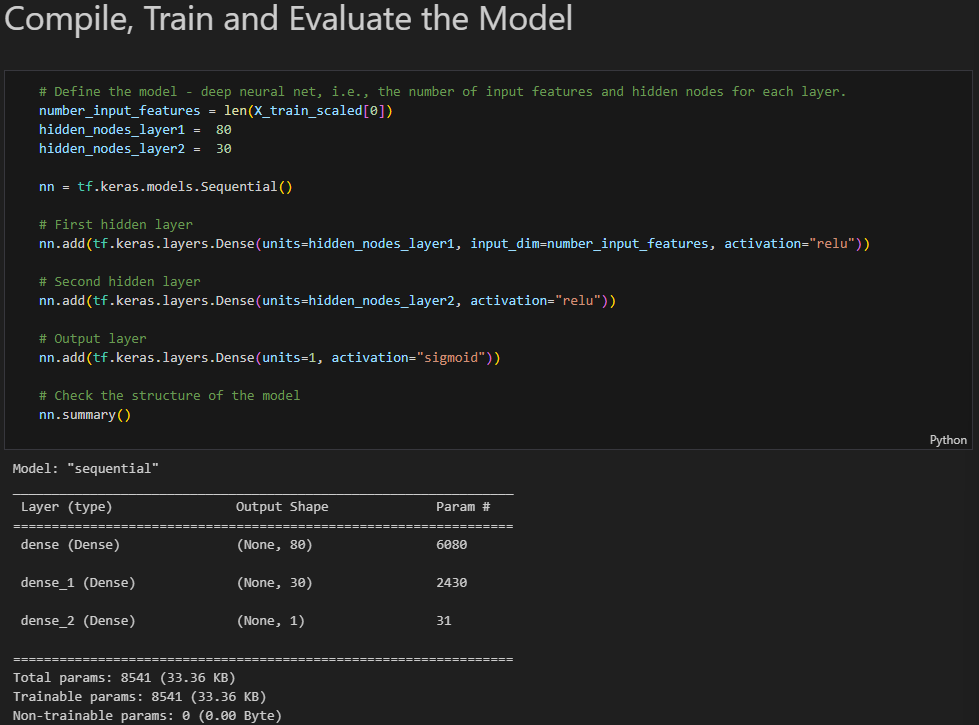 Compile, Train and Evaluate the Model
# Define the model - deep neural net, i.e., the number of input features and hidden nodes for each layer.
number_input_features = len(X_train_scaled[0])
hidden_nodes_layer1 =  80
hidden_nodes_layer2 =  30
nn = tf.keras.models.Sequential()
# First hidden layer
nn.add(tf.keras.layers.Dense(units=hidden_nodes_layer1, input_dim=number_input_features, activation="relu"))
# Second hidden layer
nn.add(tf.keras.layers.Dense(units=hidden_nodes_layer2, activation="relu"))
# Output layer
nn.add(tf.keras.layers.Dense(units=1, activation="sigmoid"))
# Check the structure of the model
nn.summary()
Python
Model: "sequential"
_________________________________________________________________
Layer (type)                Output Shape              Param #
=================================================================
dense (Dense)               (None, 80)                6080
dense_1 (Dense)             (None, 30)                2430
dense_2 (Dense)             (None, 1)                 31
=================================================================
Total params: 8541 (33.36 KB)
Trainable params: 8541 (33.36 KB)
Non-trainable params: 0 (0.00 Byte)